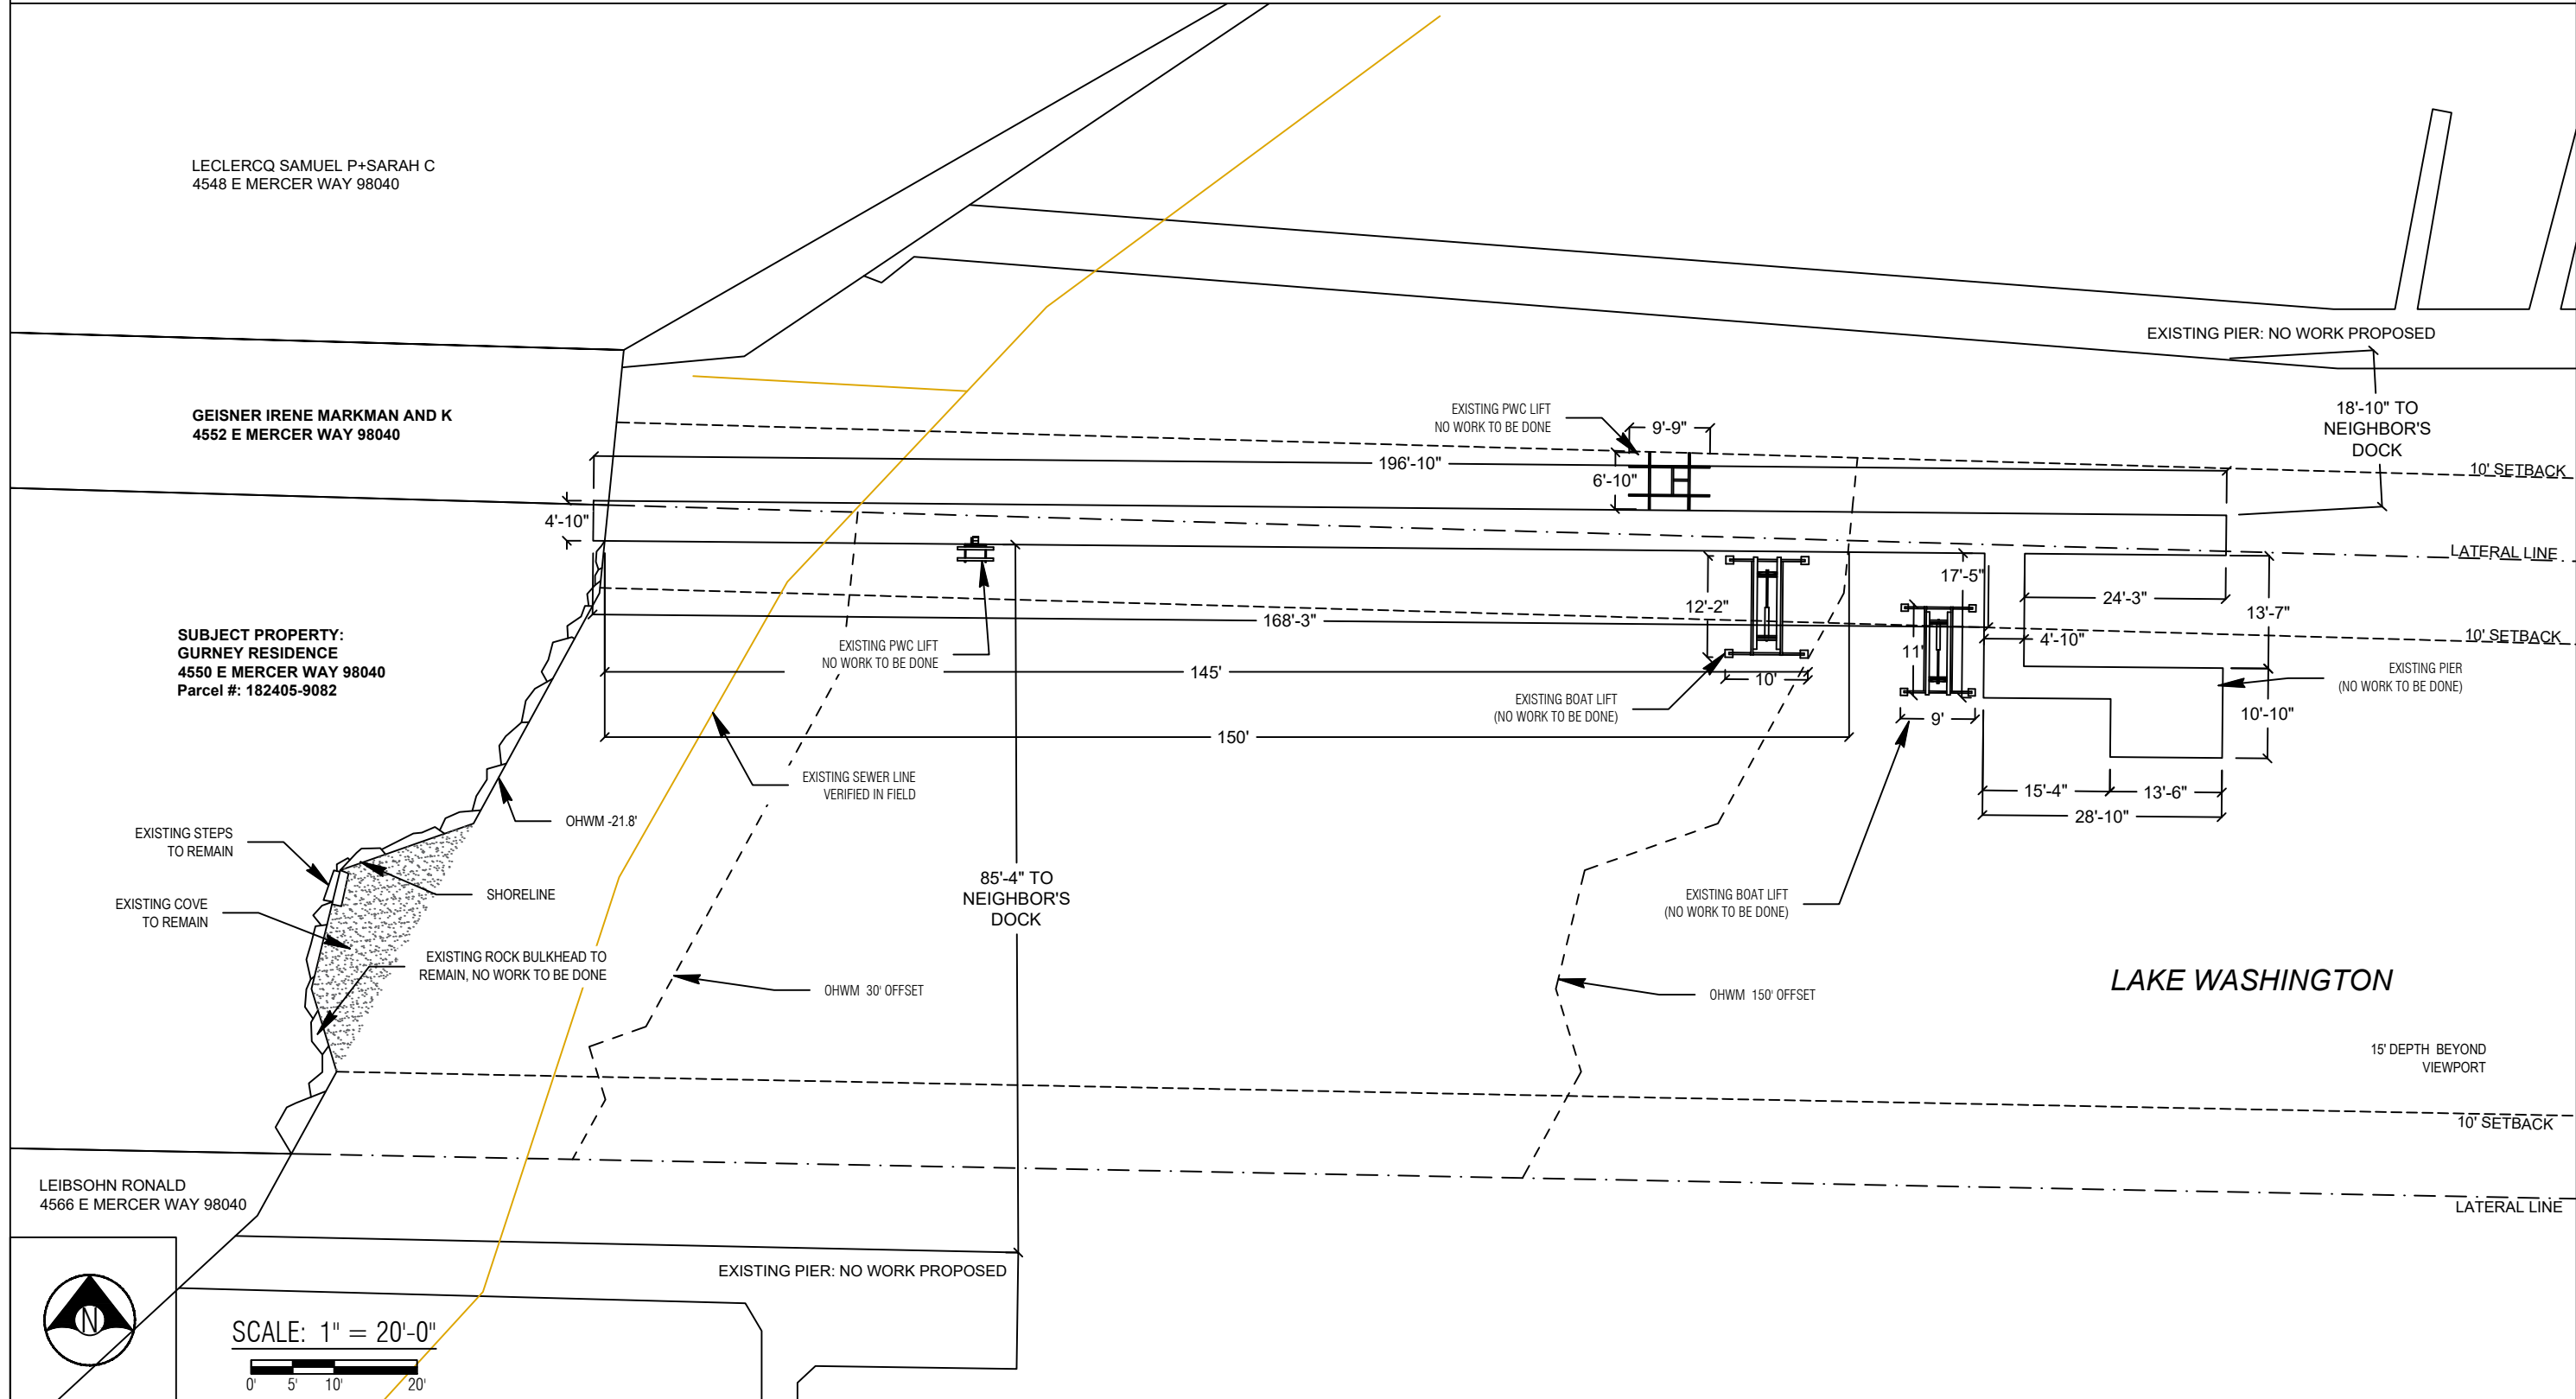 LECLERCQ SAMUEL P+SARAH C
4548 E MERCER WAY 98040
EXISTING PIER: NO WORK PROPOSED
GEISNER IRENE MARKMAN AND K
4552 E MERCER WAY 98040
EXISTING PWC LIFT
NO WORK TO BE DONE
9'-9"
18'-10" TO
NEIGHBOR'S
DOCK
196'-10"
6'-10"
10' SETBACK
4'-10"
LATERAL LINE
17'-5"
12'-2"
24'-3"
13'-7"
168'-3"
SUBJECT PROPERTY:
GURNEY RESIDENCE
4550 E MERCER WAY 98040
Parcel #: 182405-9082
EXISTING PWC LIFT
NO WORK TO BE DONE
145'
10'
11'
4'-10"
10' SETBACK
EXISTING PIER
(NO WORK TO BE DONE)
EXISTING BOAT LIFT
(NO WORK TO BE DONE)
9'
10'-10"
150'
EXISTING SEWER LINE
VERIFIED IN FIELD
15'-4"
13'-6"
28'-10"
OHWM -21.8'
EXISTING STEPS
TO REMAIN
SHORELINE
EXISTING COVE
TO REMAIN
85'-4" TO
NEIGHBOR'S
DOCK
EXISTING BOAT LIFT
(NO WORK TO BE DONE)
EXISTING ROCK BULKHEAD TO
REMAIN, NO WORK TO BE DONE
OHWM 30' OFFSET
OHWM 150' OFFSET
LAKE WASHINGTON
15' DEPTH BEYOND
VIEWPORT
10' SETBACK
LEIBSOHN RONALD
4566 E MERCER WAY 98040
LATERAL LINE
EXISTING PIER: NO WORK PROPOSED
N
SCALE: 1" = 20'-0"
0' 5' 10' 20'